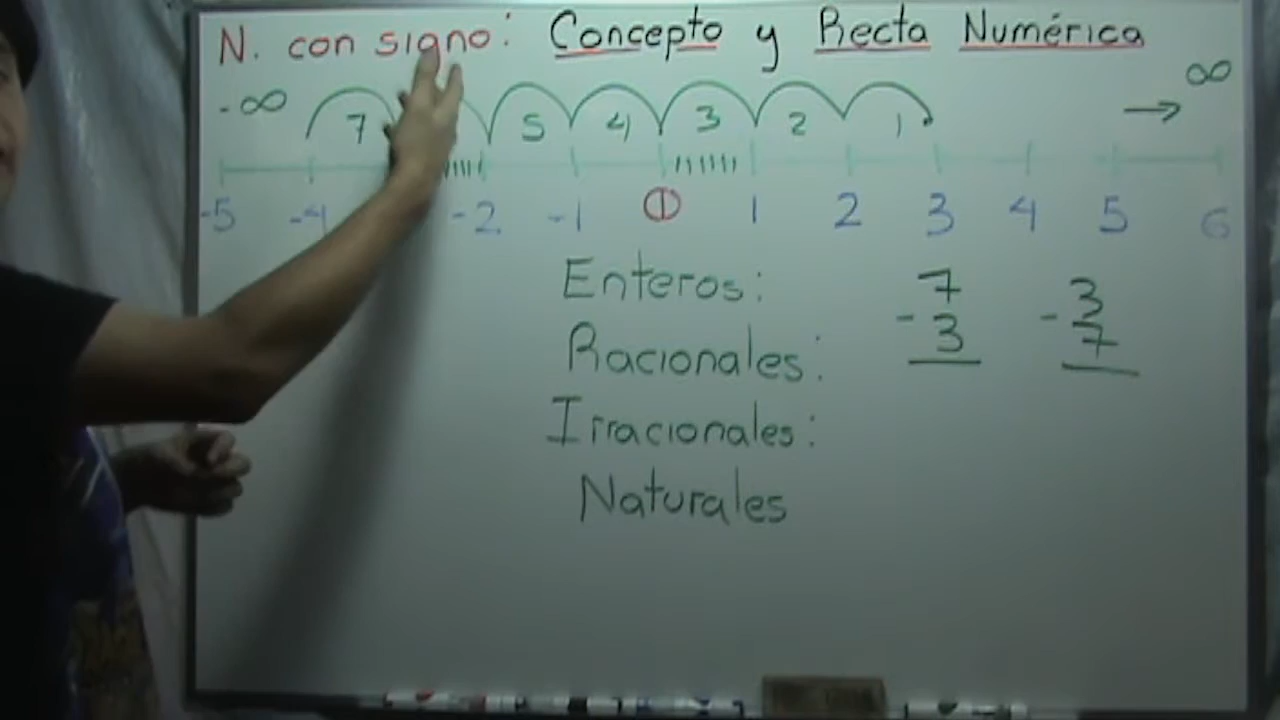 N. con signo: Concepto y Recta Numérica
-∞ ∞
7 5 4 3 2 1
-5 -4 -2 -1 0 1 2 3 4 5 6
Enteros: 7 3
Racionales: -3 -7
Irracionales:
Naturales